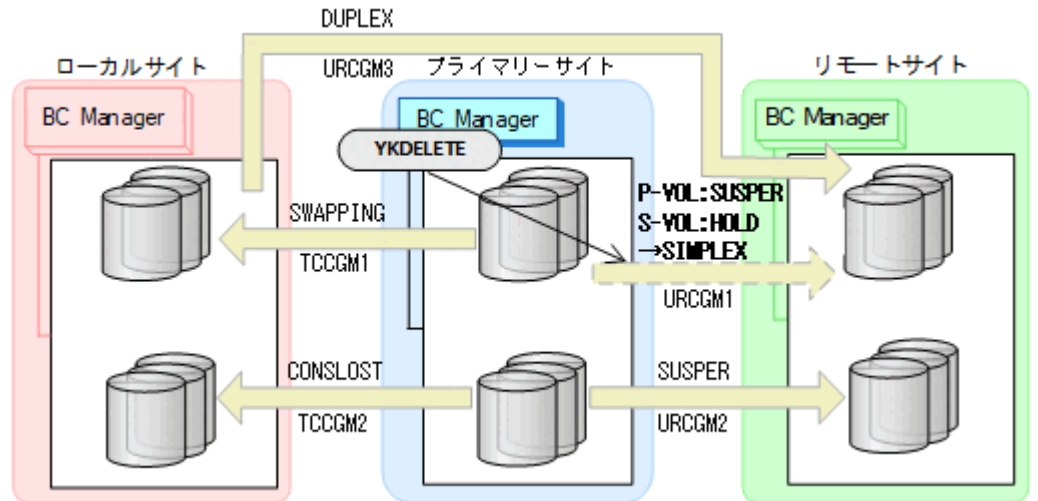 DUPLEX
URCGM3
ローカルサイト
プライマリーサイト
リモートサイト
BC Manager
BC Manager
BC Manager
YKDELETE
SWAPPING
TCCGM1
P-VOL:SUSPER
S-VOL:HOLD
→SIMPLEX
URCGM1
CONSLOST
TCCGM2
SUSPER
URCGM2